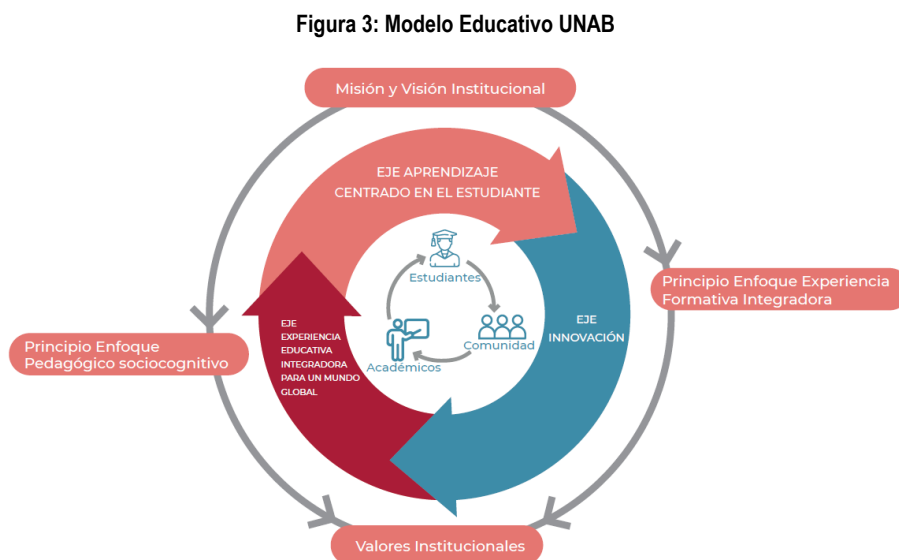 Figura 3: Modelo Educativo UNAB
Misión y Visión Institucional
EJE APRENDIZAJE
CENTRADO EN EL ESTUDIANTE
Estudiantes
Principio Enfoque Experiencia
Formativa Integradora
EJE
INNOVACIÓN
Comunidad
Académicos
EJE
EXPERIENCIA
EDUCATIVA
INTEGRADORA
PARA UN MUNDO
GLOBAL
Principio Enfoque
Pedagógico sociocognitivo
Valores Institucionales